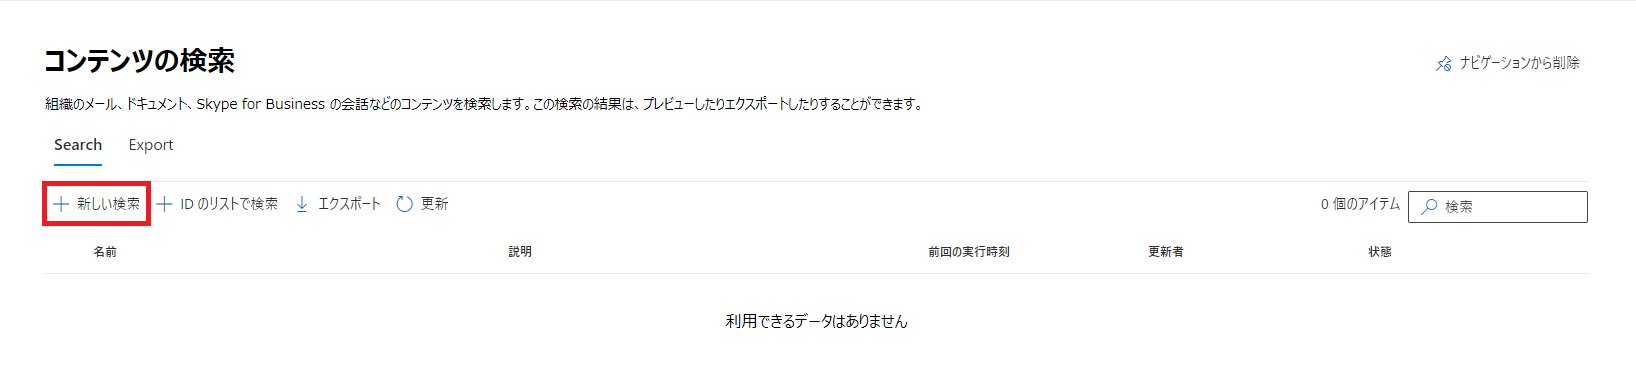 コンテンツの検索
ナビゲーションから削除
組織のメール、ドキュメント、Skype for Business の会話などのコンテンツを検索します。この検索の結果は、プレビューしたりエクスポートしたりすることができます。
Search Export
新しい検索 ID のリストで検索 エクスポート 更新 0 個のアイテム 検索
名前 説明 前回の実行時刻 更新者 状態
利用できるデータはありません